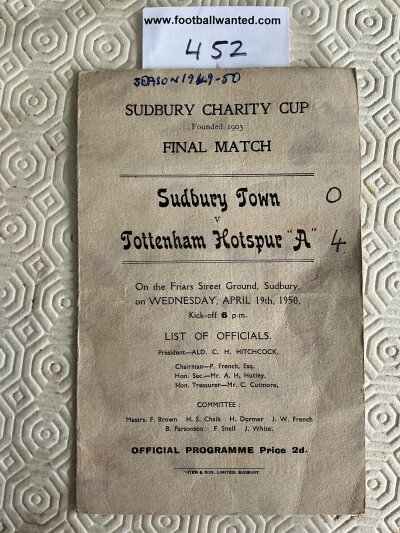 www.footballwanted.com
452
SEASON 1949-50
SUDBURY CHARITY CUP
Founded, 1903
FINAL MATCH
Sudbury Town 0
v
Tottenham Hotspur "A" 4
On the Friars Street Ground, Sudbury,
on WEDNESDAY, APRIL 19th, 1950,
Kick-off 6 p.m.
LIST OF OFFICIALS.
President—ALD. C. H. HITCHCOCK.
Chairman—P. French, Esq.
Hon. Sec.—Mr. A. H. Hutley.
Hon. Treasurer—Mr. C. Cutmore,
COMMITTEE :
Messrs. F. Brown H. S. Chalk H. Dormer J. W. French
B. Parsonson F. Snell J. White.
OFFICIAL PROGRAMME Price 2d.
& SON, LIMITED, SUDBURY.